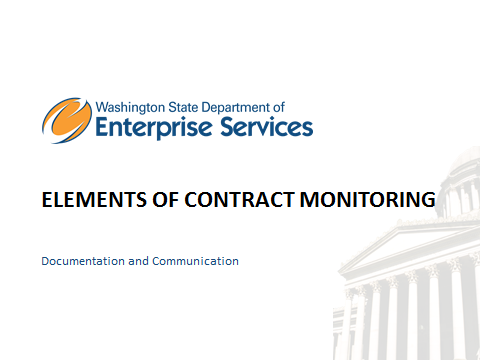 Washington State Department of
Enterprise Services
ELEMENTS OF CONTRACT MONITORING
Documentation and Communication